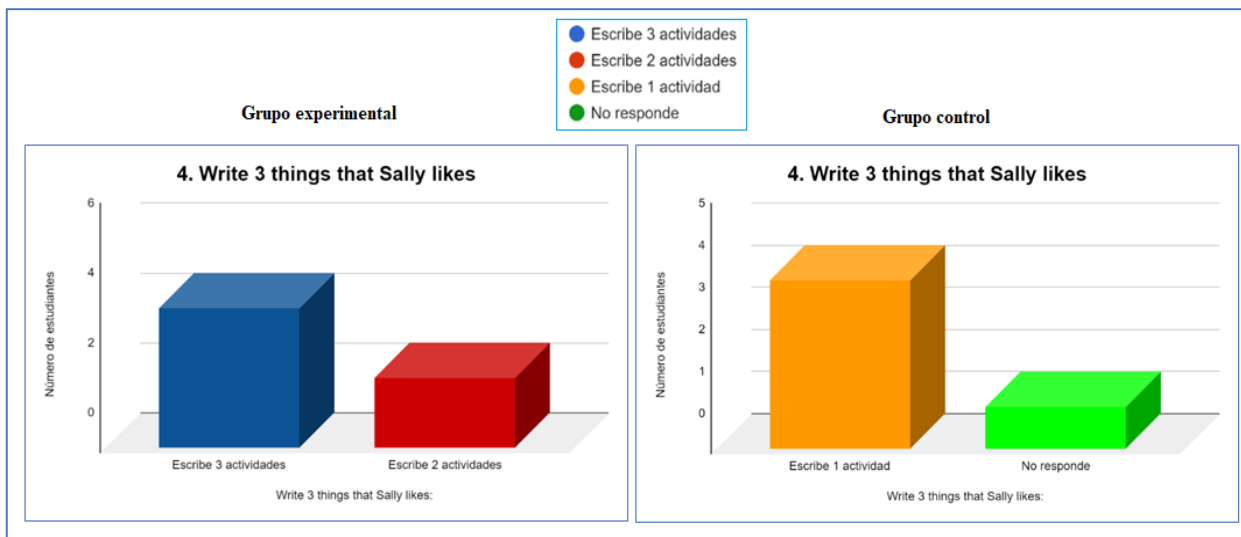 Escribe 3 actividades
Escribe 2 actividades
Escribe 1 actividad
No responde
Grupo experimental
Grupo control
4. Write 3 things that Sally likes
Número de estudiantes
6
4
2
0
Escribe 3 actividades
Escribe 2 actividades
Write 3 things that Sally likes:
4. Write 3 things that Sally likes
Número de estudiantes
5
4
3
2
1
0
Escribe 1 actividad
No responde
Write 3 things that Sally likes: